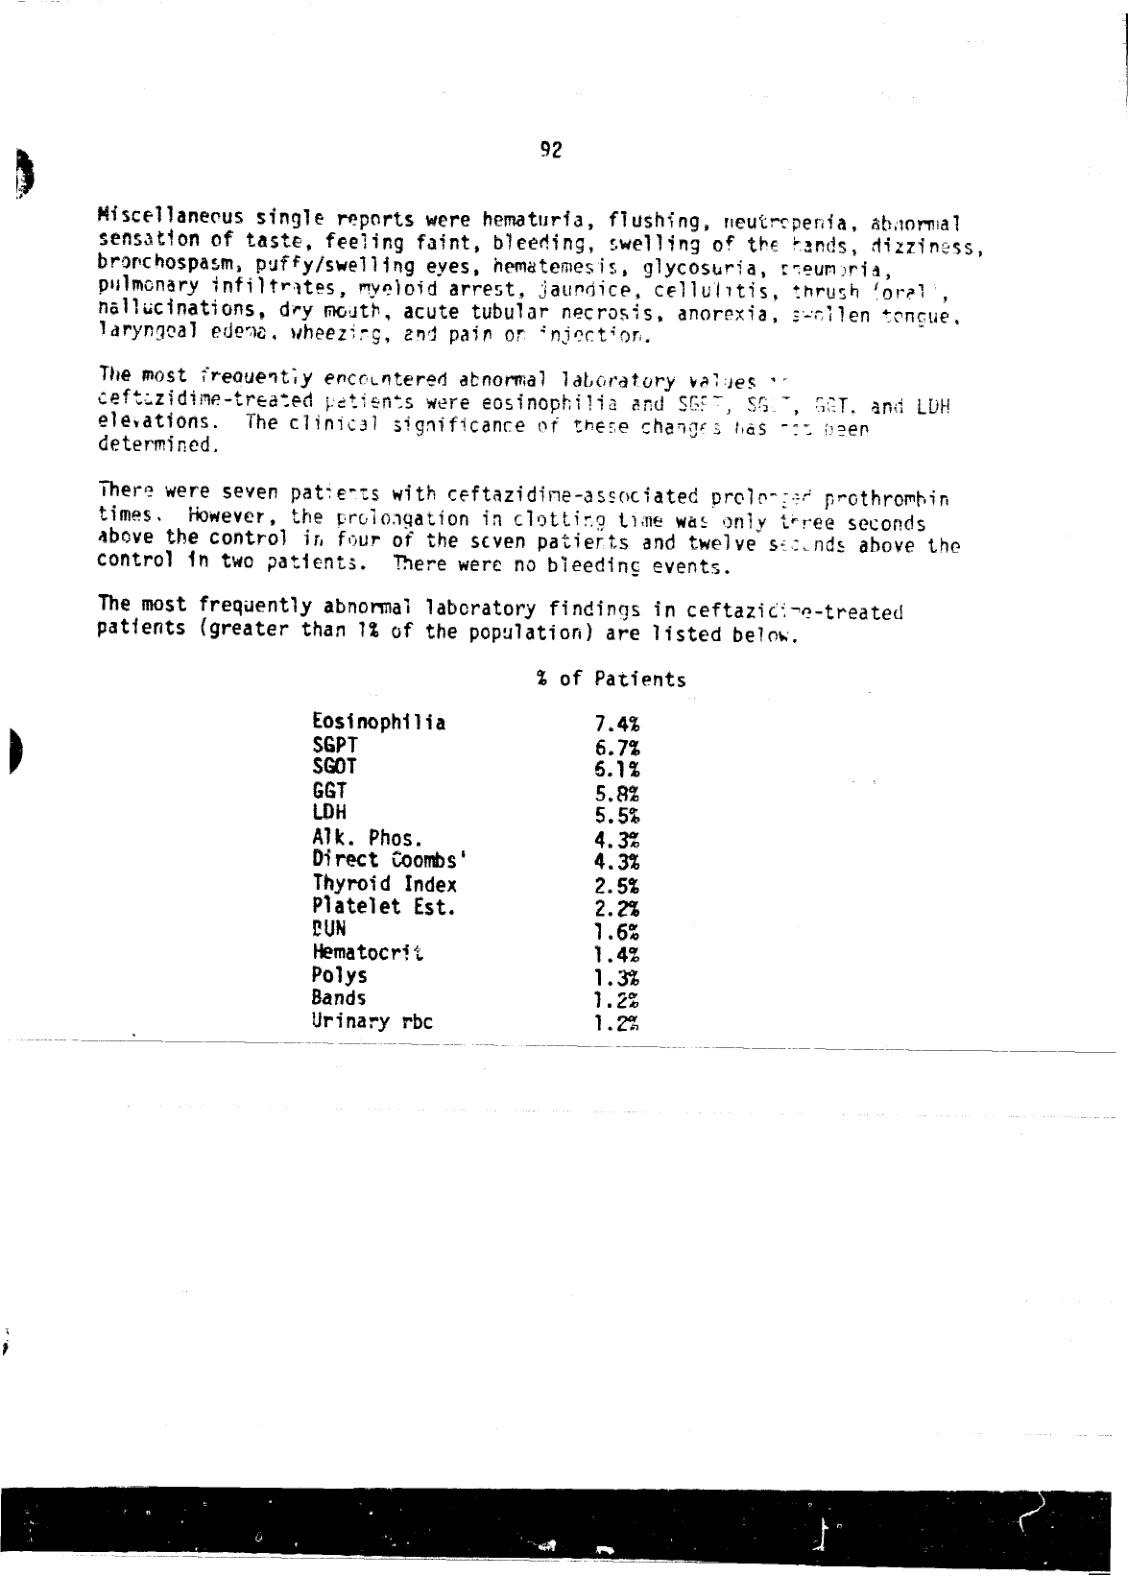 92
Miscellaneous single reports were hematuria, flushing, neutropenia, abnormal
sensation of taste, feeling faint, bleeding, swelling of the hands, dizziness,
bronchospasm, puffy/swelling eyes, hematemesis, glycosuria, pneumonia,
pulmonary infiltrates, myeloid arrest, jaundice, cellulitis, thrush (oral),
hallucinations, dry mouth, acute tubular necrosis, anorexia, swollen tongue,
laryngeal edema, wheezing, and pain on injection.
The most frequently encountered abnormal laboratory values
ceftazidime-treated patients were eosinophilia and SGPT, SGOT, GGT, and LDH
elevations. The clinical significance of these changes has not been
determined.
There were seven patients with ceftazidime-associated prolonged prothrombin
times. However, the prolongation in clotting time was only three seconds
above the control in four of the seven patients and twelve seconds above the
control in two patients. There were no bleeding events.
The most frequently abnormal laboratory findings in ceftazidime-treated
patients (greater than 1% of the population) are listed below.
% of Patients
Eosinophilia 7.4%
SGPT 6.7%
SGOT 6.1%
GGT 5.8%
LDH 5.5%
Alk. Phos. 4.3%
Direct Coombs' 4.3%
Thyroid Index 2.5%
Platelet Est. 2.2%
BUN 1.6%
Hematocrit 1.4%
Polys 1.3%
Bands 1.2%
Urinary rbc 1.2%